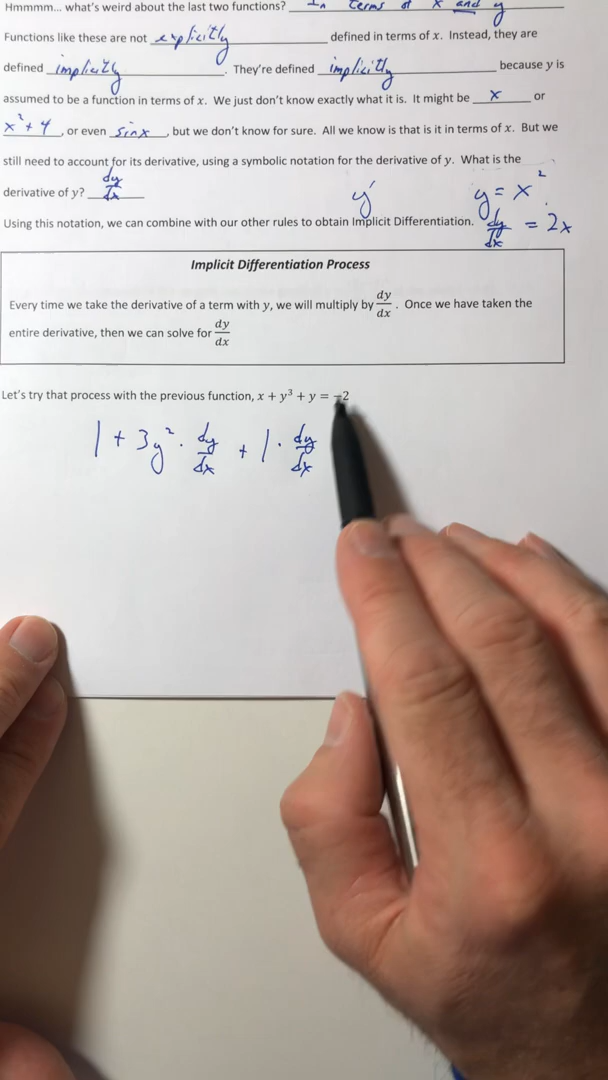 Hmmmm... what's weird about the last two functions? In terms of x and y
Functions like these are not explicitly defined in terms of x. Instead, they are
defined implicitly. They're defined implicitly because y is
assumed to be a function in terms of x. We just don't know exactly what it is. It might be x or
x² + 4, or even sin x, but we don't know for sure. All we know is that is it in terms of x. But we
still need to account for its derivative, using a symbolic notation for the derivative of y. What is the
derivative of y? dy/dx y' y = x²
Using this notation, we can combine with our other rules to obtain Implicit Differentiation. dy/dx = 2x
Implicit Differentiation Process
Every time we take the derivative of a term with y, we will multiply by dy/dx. Once we have taken the
entire derivative, then we can solve for dy/dx
Let's try that process with the previous function, x + y³ + y = −2
1 + 3y² · dy/dx + 1 · dy/dx